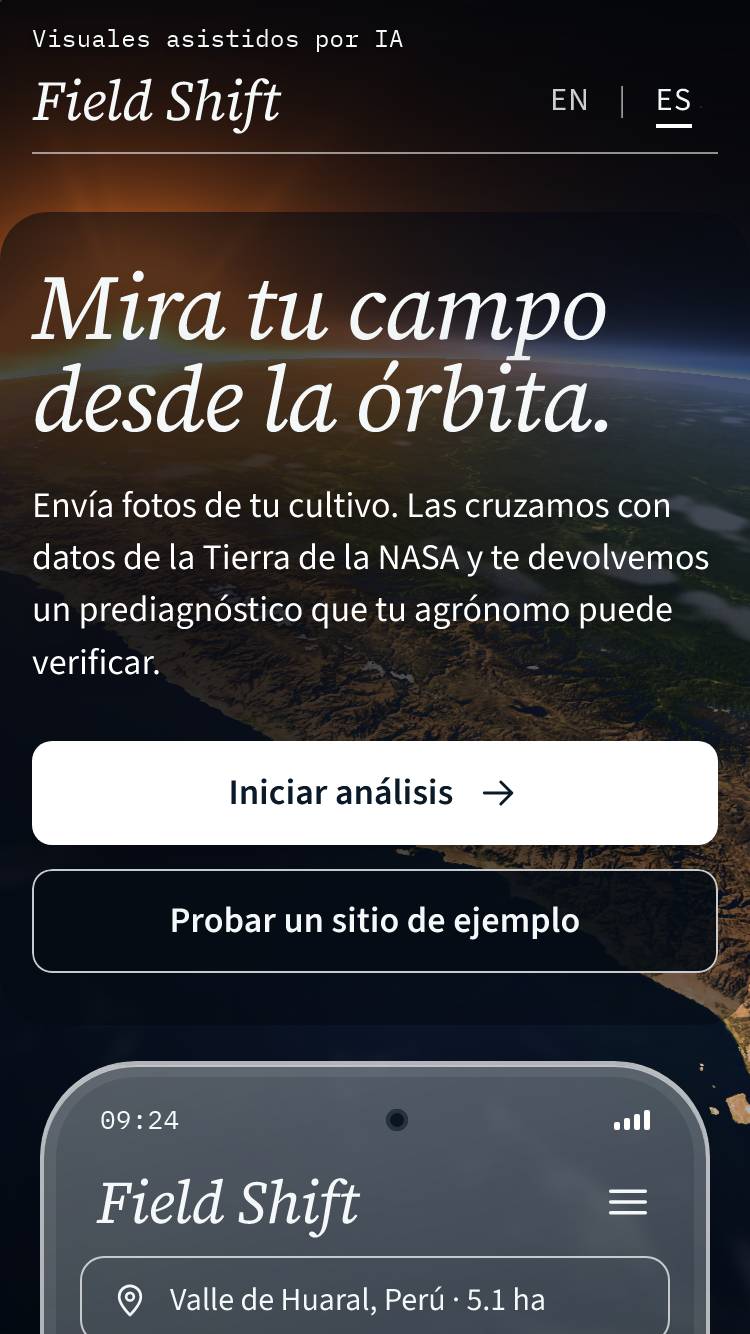 Visuales asistidos por IA
Field Shift
EN | ES
Mira tu campo
desde la órbita.
Envía fotos de tu cultivo. Las cruzamos con
datos de la Tierra de la NASA y te devolvemos
un prediagnóstico que tu agrónomo puede
verificar.
Iniciar análisis →
Probar un sitio de ejemplo
09:24
Field Shift
Valle de Huaral, Perú · 5.1 ha